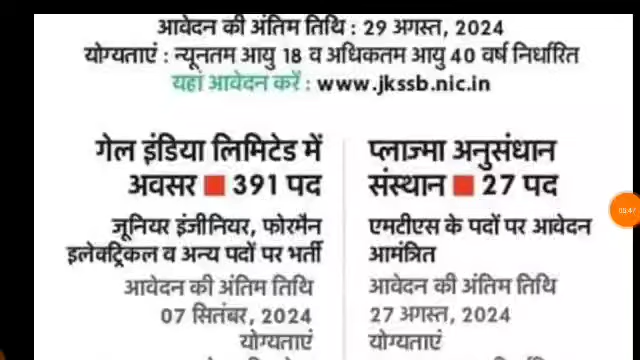 आवेदन की अंतिम तिथि : 29 अगस्त, 2024
योग्यताएं : न्यूनतम आयु 18 व अधिकतम आयु 40 वर्ष निर्धारित
यहां आवेदन करें : www.jkssb.nic.in
गेल इंडिया लिमिटेड में
अवसर ■ 391 पद
जूनियर इंजीनियर, फोरमैन
इलेक्ट्रिकल व अन्य पदों पर भर्ती
आवेदन की अंतिम तिथि
07 सितंबर, 2024
योग्यताएं
प्लाज्मा अनुसंधान
संस्थान ■ 27 पद
एमटीएस के पदों पर आवेदन
आमंत्रित
आवेदन की अंतिम तिथि
27 अगस्त, 2024
योग्यताएं